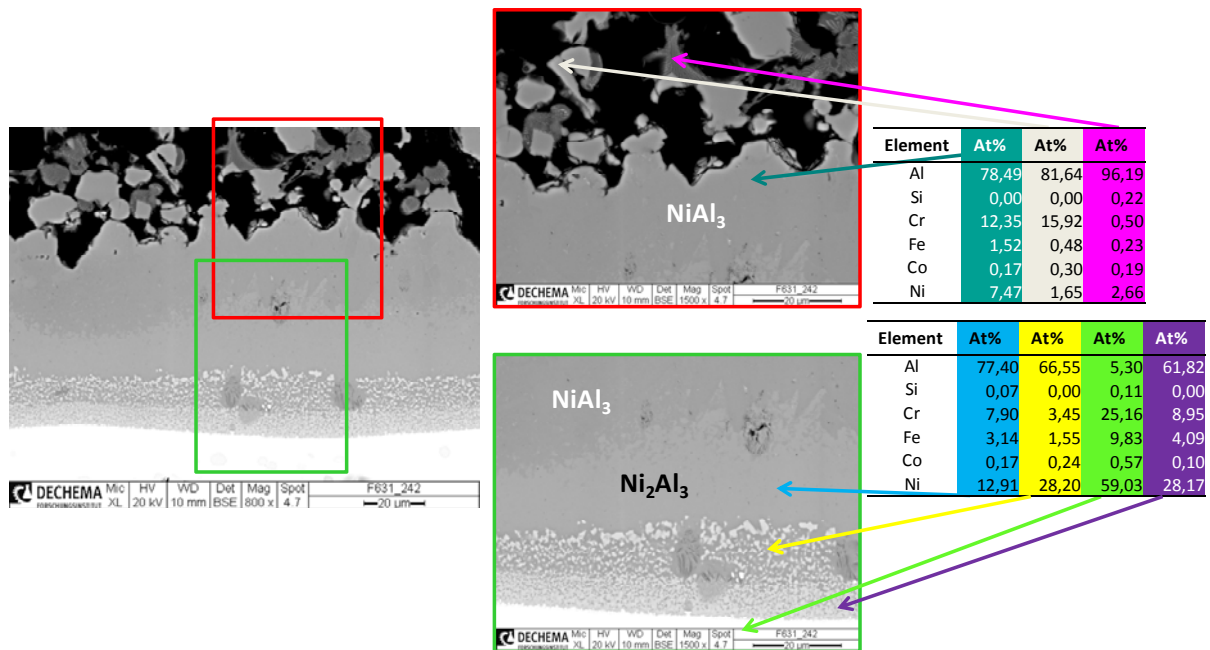 NiAl3
DECHEMA
FORSCHUNGSINSTITUT
Mic HV WD Det Mag Spot F631_242
XL 20 kV 10 mm BSE 1500 x 4.7 20 µm
Element At% At% At%
Al 78,49 81,64 96,19
Si 0,00 0,00 0,22
Cr 12,35 15,92 0,50
Fe 1,52 0,48 0,23
Co 0,17 0,30 0,19
Ni 7,47 1,65 2,66
DECHEMA
FORSCHUNGSINSTITUT
Mic HV WD Det Mag Spot F631_242
XL 20 kV 10 mm BSE 800 x 4.7 20 µm
NiAl3
Ni2Al3
DECHEMA
FORSCHUNGSINSTITUT
Mic HV WD Det Mag Spot F631_242
XL 20 kV 10 mm BSE 1500 x 4.7 20 µm
Element At% At% At% At%
Al 77,40 66,55 5,30 61,82
Si 0,07 0,00 0,11 0,00
Cr 7,90 3,45 25,16 8,95
Fe 3,14 1,55 9,83 4,09
Co 0,17 0,24 0,57 0,10
Ni 12,91 28,20 59,03 28,17